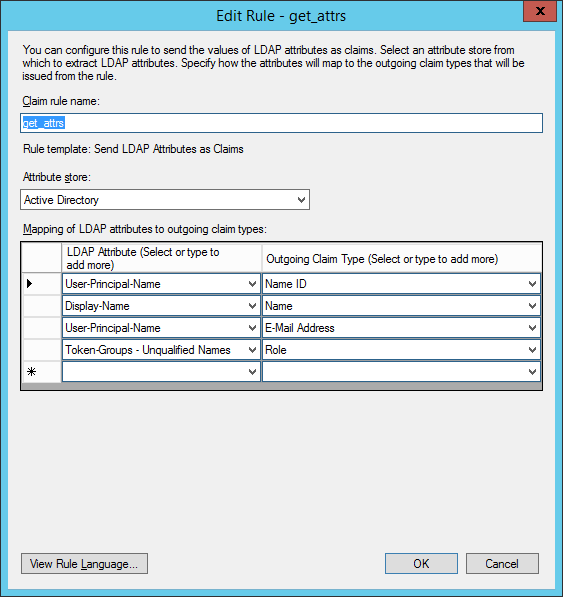 Edit Rule - get_attrs
x
You can configure this rule to send the values of LDAP attributes as claims. Select an attribute store from
which to extract LDAP attributes. Specify how the attributes will map to the outgoing claim types that will be
issued from the rule.
Claim rule name:
get_attrs
Rule template: Send LDAP Attributes as Claims
Attribute store:
Active Directory
Mapping of LDAP attributes to outgoing claim types:
LDAP Attribute (Select or type to
add more)
Outgoing Claim Type (Select or type to add more)
User-Principal-Name
Name ID
Display-Name
Name
User-Principal-Name
E-Mail Address
Token-Groups - Unqualified Names
Role
*
View Rule Language...
OK
Cancel